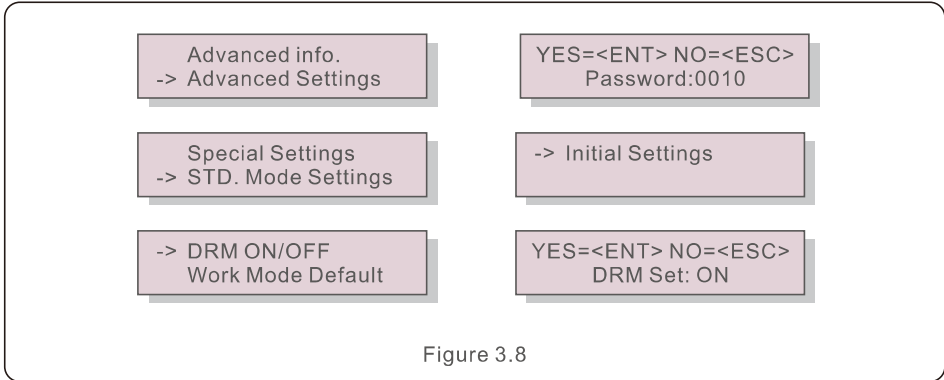 Advanced info.
-> Advanced Settings
YES=<ENT> NO=<ESC>
Password:0010
Special Settings
-> STD. Mode Settings
-> Initial Settings
-> DRM ON/OFF
Work Mode Default
YES=<ENT> NO=<ESC>
DRM Set: ON
Figure 3.8